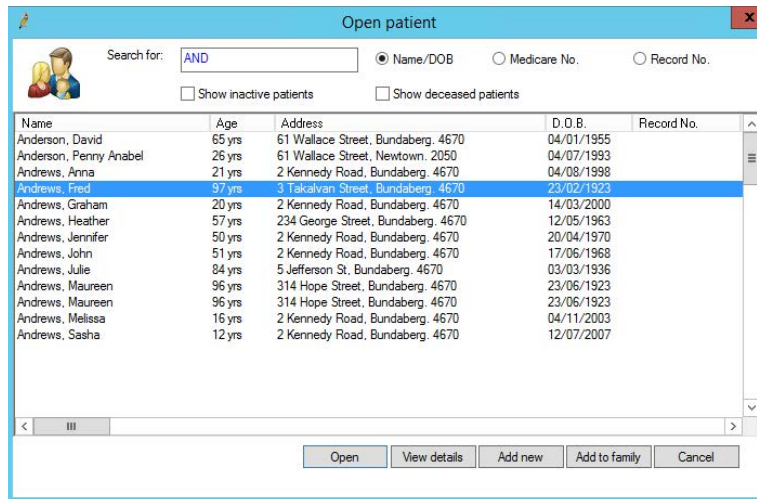 Open patient
x
Search for: AND Name/DOB Medicare No. Record No.
Show inactive patients Show deceased patients
Name Age Address D.O.B. Record No.
Anderson, David 65 yrs 61 Wallace Street, Bundaberg. 4670 04/01/1955
Anderson, Penny Anabel 26 yrs 61 Wallace Street, Newtown. 2050 04/07/1993
Andrews, Anna 21 yrs 2 Kennedy Road, Bundaberg. 4670 04/08/1998
Andrews, Fred 97 yrs 3 Takalvan Street, Bundaberg. 4670 23/02/1923
Andrews, Graham 20 yrs 2 Kennedy Road, Bundaberg. 4670 14/03/2000
Andrews, Heather 57 yrs 234 George Street, Bundaberg. 4670 12/05/1963
Andrews, Jennifer 50 yrs 2 Kennedy Road, Bundaberg. 4670 20/04/1970
Andrews, John 51 yrs 2 Kennedy Road, Bundaberg. 4670 17/06/1968
Andrews, Julie 84 yrs 5 Jefferson St, Bundaberg. 4670 03/03/1936
Andrews, Maureen 96 yrs 314 Hope Street, Bundaberg. 4670 23/06/1923
Andrews, Maureen 96 yrs 314 Hope Street, Bundaberg. 4670 23/06/1923
Andrews, Melissa 16 yrs 2 Kennedy Road, Bundaberg. 4670 04/11/2003
Andrews, Sasha 12 yrs 2 Kennedy Road, Bundaberg. 4670 12/07/2007
Open View details Add new Add to family Cancel